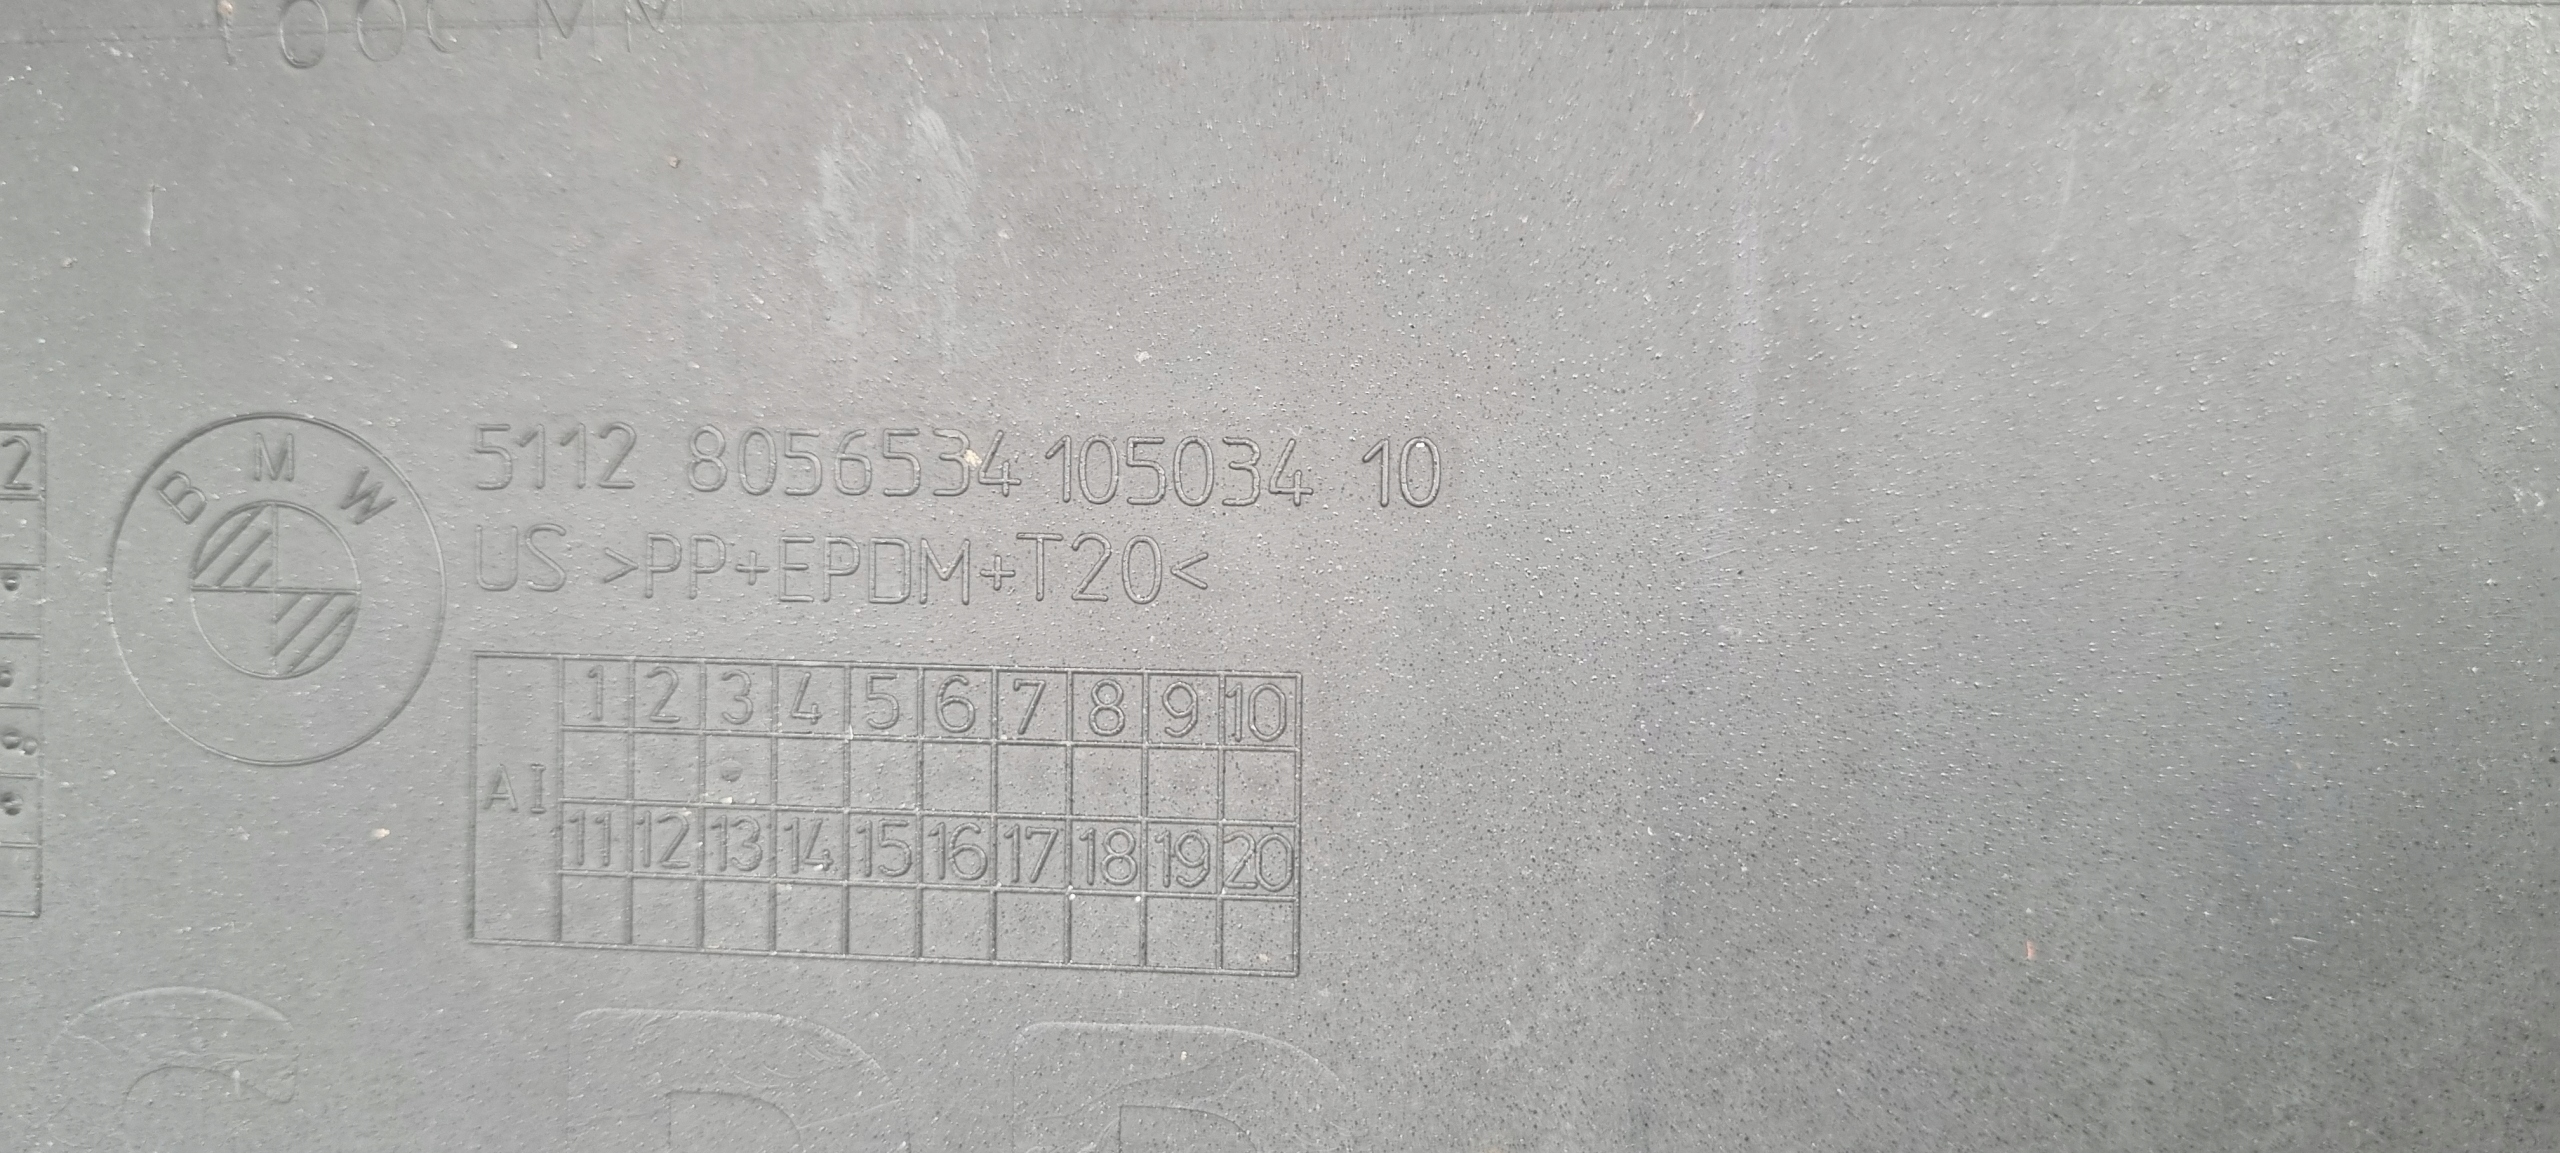 2
BMW
5112 8056534 105034 10
US >PP+EPDM+T20<
AI
1 2 3 4 5 6 7 8 9 10
11 12 13 14 15 16 17 18 19 20